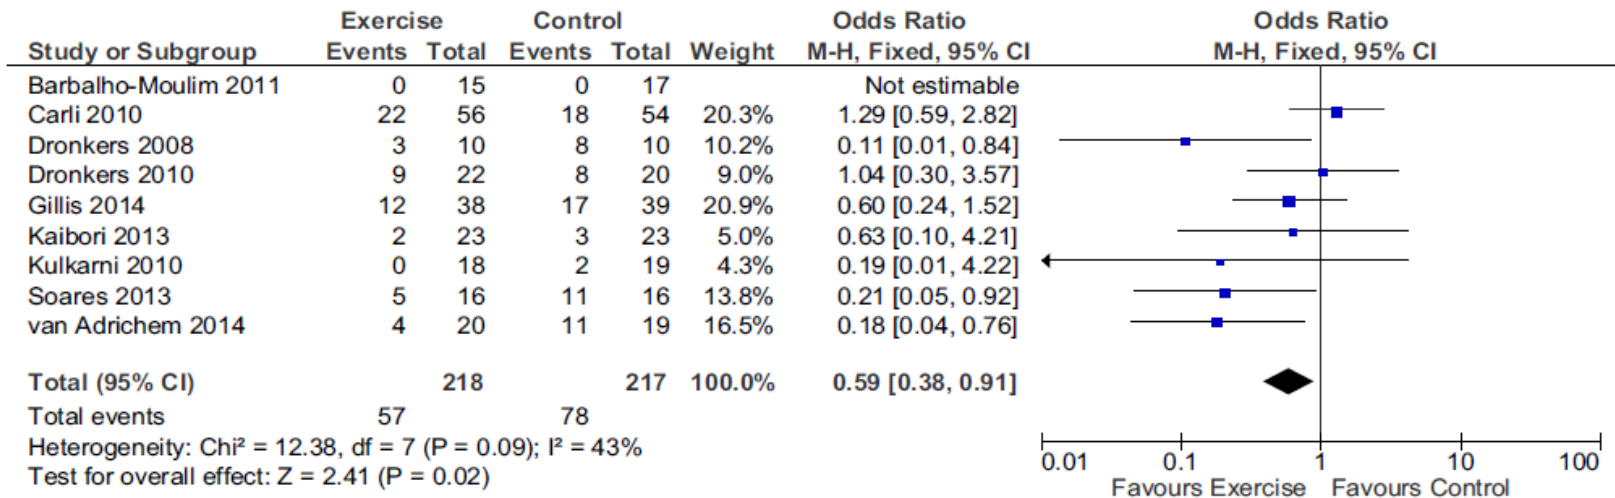 Exercise Control Odds Ratio Odds Ratio
Study or Subgroup Events Total Events Total Weight M-H, Fixed, 95% CI M-H, Fixed, 95% CI
Barbalho-Moulim 2011 0 15 0 17 Not estimable
Carli 2010 22 56 18 54 20.3% 1.29 [0.59, 2.82]
Dronkers 2008 3 10 8 10 10.2% 0.11 [0.01, 0.84]
Dronkers 2010 9 22 8 20 9.0% 1.04 [0.30, 3.57]
Gillis 2014 12 38 17 39 20.9% 0.60 [0.24, 1.52]
Kaibori 2013 2 23 3 23 5.0% 0.63 [0.10, 4.21]
Kulkarni 2010 0 18 2 19 4.3% 0.19 [0.01, 4.22]
Soares 2013 5 16 11 16 13.8% 0.21 [0.05, 0.92]
van Adrichem 2014 4 20 11 19 16.5% 0.18 [0.04, 0.76]
Total (95% CI) 218 217 100.0% 0.59 [0.38, 0.91]
Total events 57 78
Heterogeneity: Chi² = 12.38, df = 7 (P = 0.09); I² = 43%
Test for overall effect: Z = 2.41 (P = 0.02)
0.01 0.1 1 10 100
Favours Exercise Favours Control